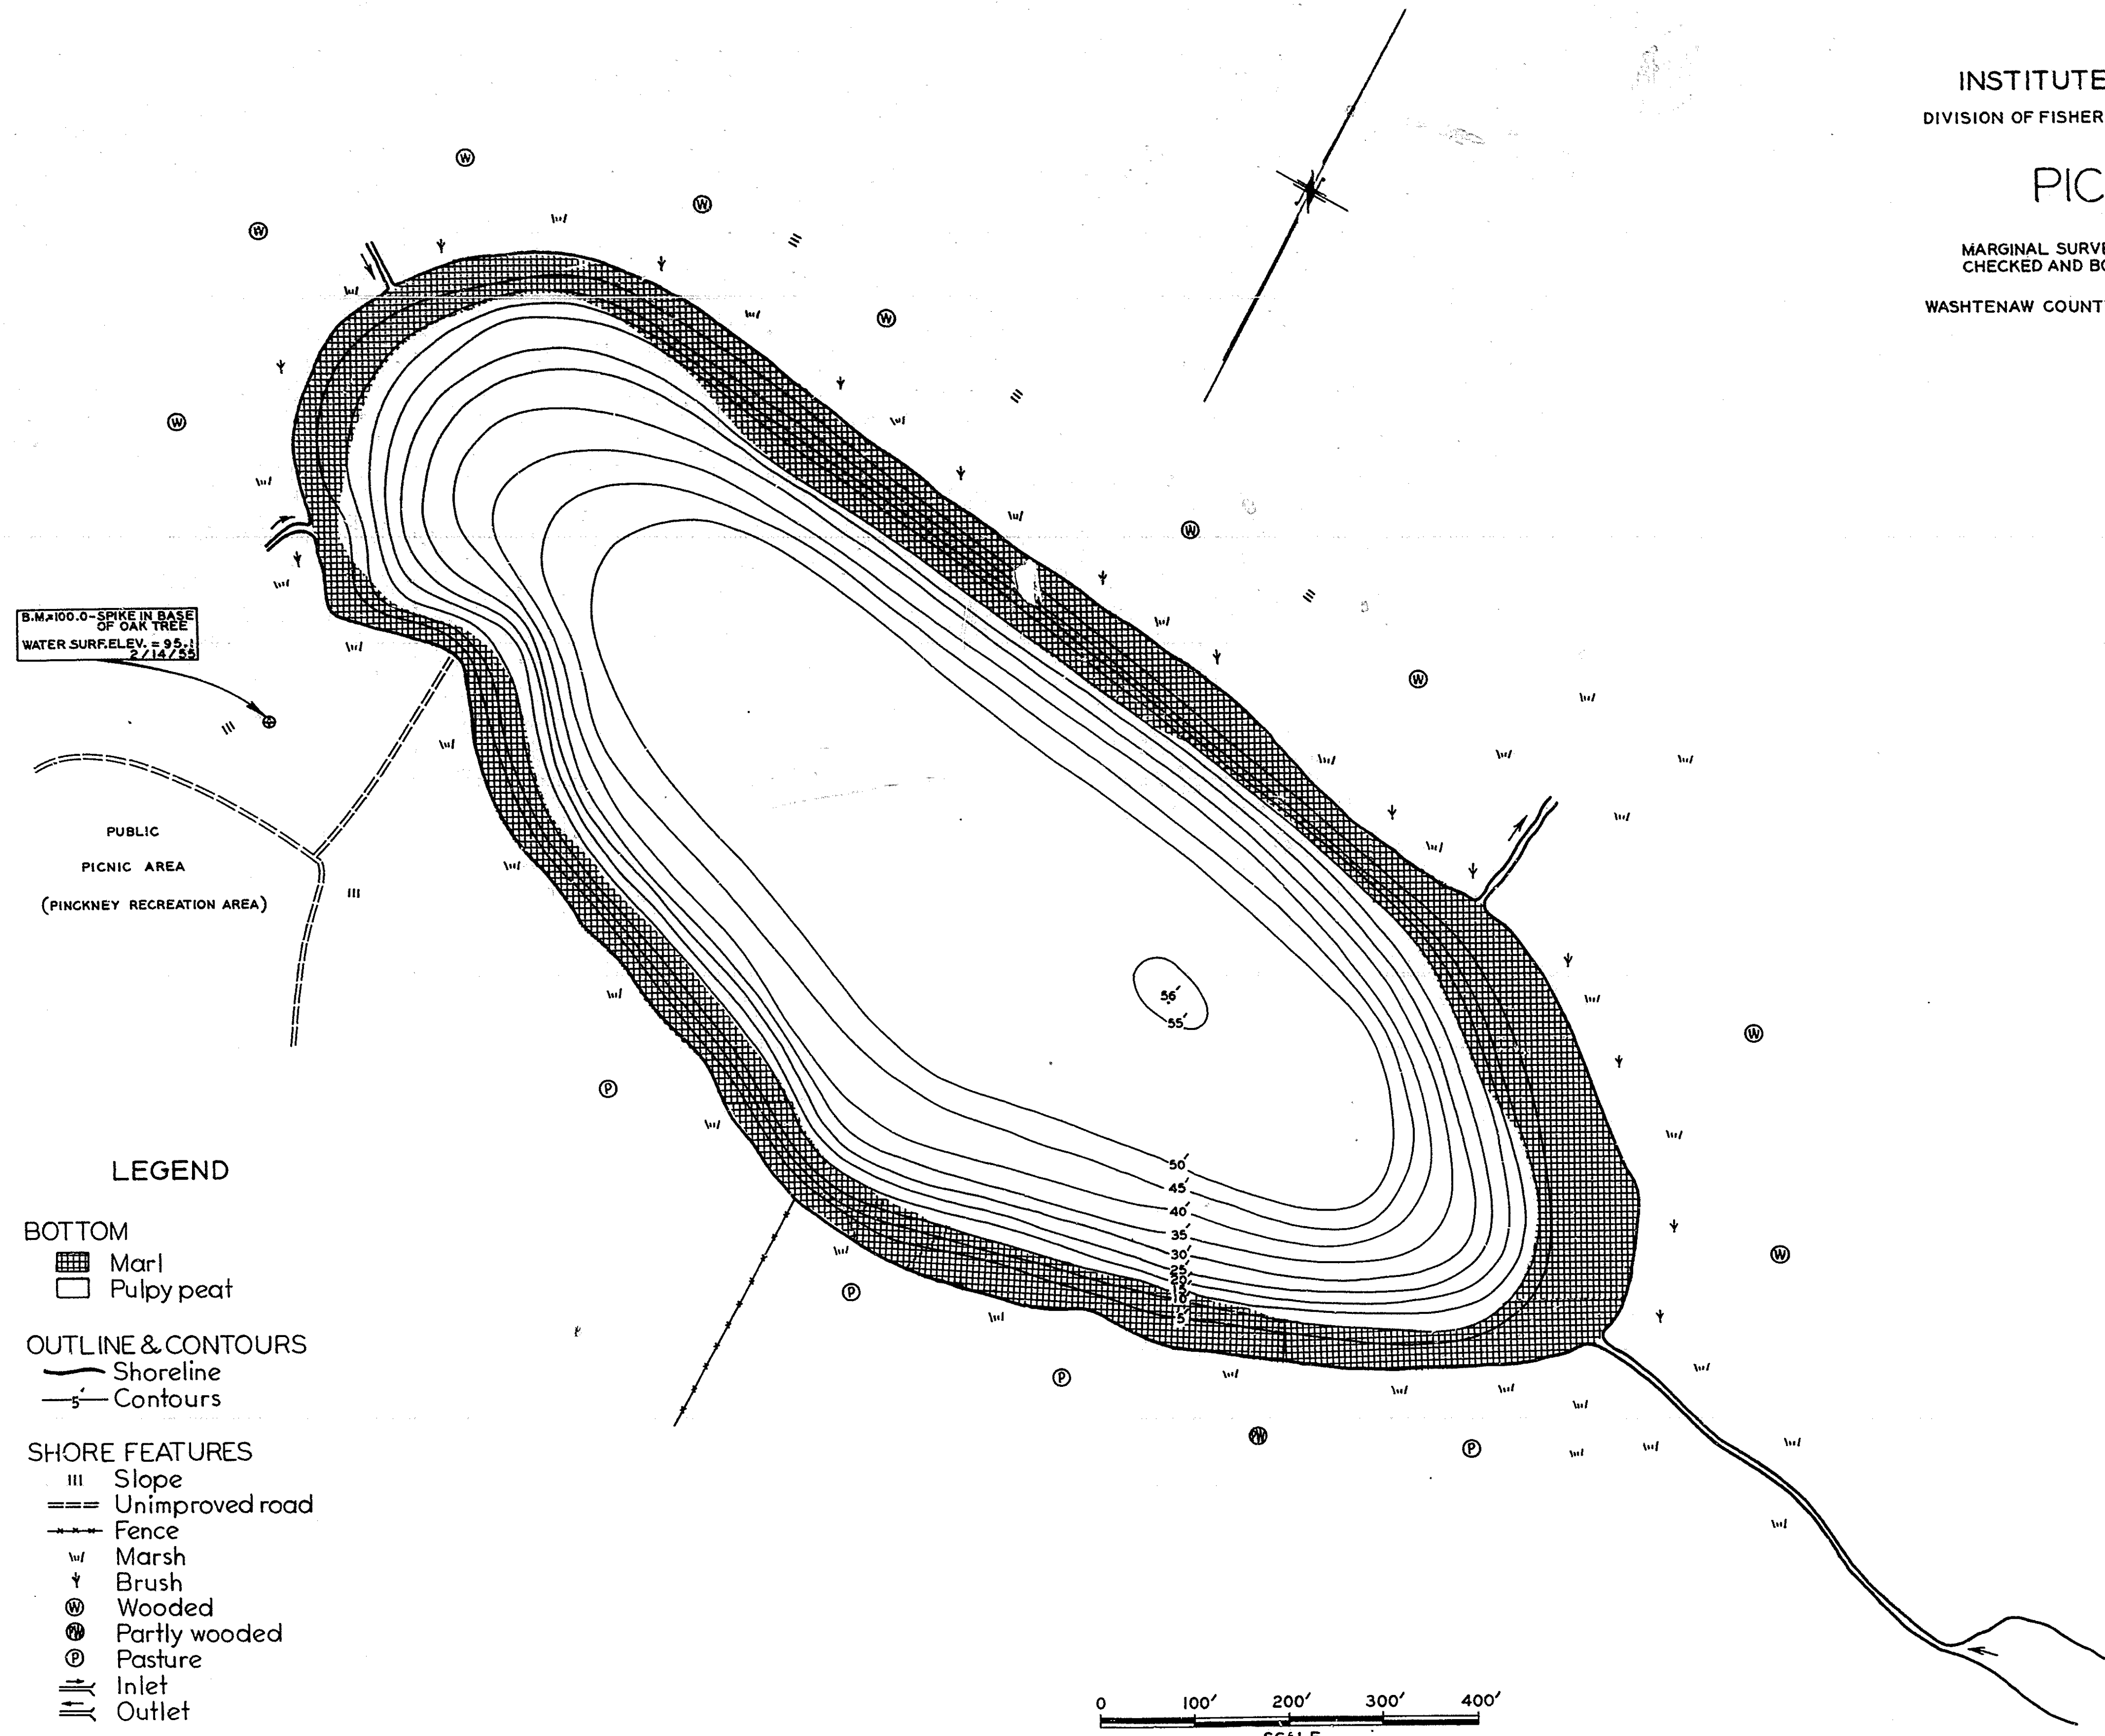 INSTITUTE
DIVISION OF FISHER
PIC
MARGINAL SURVE
CHECKED AND BO
WASHTENAW COUNT
B.M.=100.0-SPIKE IN BASE
OF OAK TREE
WATER SURF. ELEV. = 95.1
2/14/55
PUBLIC
PICNIC AREA
(PINCKNEY RECREATION AREA)
56'
55'
50'
45'
40'
35'
30'
25'
20'
15'
10'
5'
W
W
W
W
W
W
W
W
W
P
P
P
PW
P
LEGEND
BOTTOM
Marl
Pulpy peat
OUTLINE & CONTOURS
Shoreline
5' Contours
SHORE FEATURES
Slope
Unimproved road
Fence
Marsh
Brush
W Wooded
PW Partly wooded
P Pasture
Inlet
Outlet
0 100' 200' 300' 400'